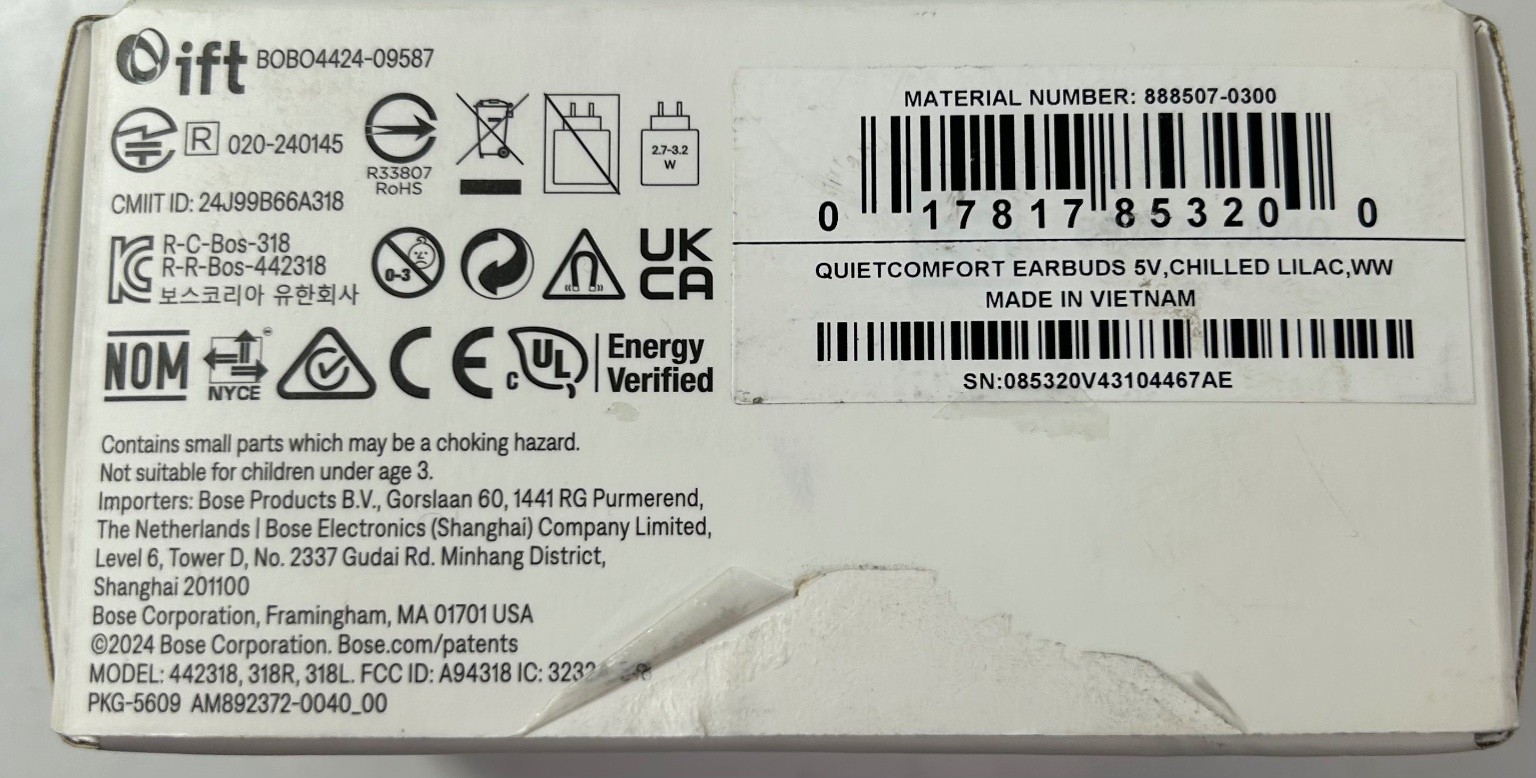 ift BOBO4424-09587
R 020-240145
R33807
RoHS
0-3
2.7-3.2
W
CMIIT ID: 24J99B66A318
R-C-Bos-318
R-R-Bos-442318
보스코리아 유한회사
UK
CA
NOM
NYCE
CE
c UL
Energy
Verified
Contains small parts which may be a choking hazard.
Not suitable for children under age 3.
Importers: Bose Products B.V., Gorslaan 60, 1441 RG Purmerend,
The Netherlands | Bose Electronics (Shanghai) Company Limited,
Level 6, Tower D, No. 2337 Gudai Rd. Minhang District,
Shanghai 201100
Bose Corporation, Framingham, MA 01701 USA
©2024 Bose Corporation. Bose.com/patents
MODEL: 442318, 318R, 318L. FCC ID: A94318 IC:
PKG-5609 AM892372-0040_00
MATERIAL NUMBER: 888507-0300
0 17817 85320 0
QUIETCOMFORT EARBUDS 5V,CHILLED LILAC,WW
MADE IN VIETNAM
SN:085320V43104467AE